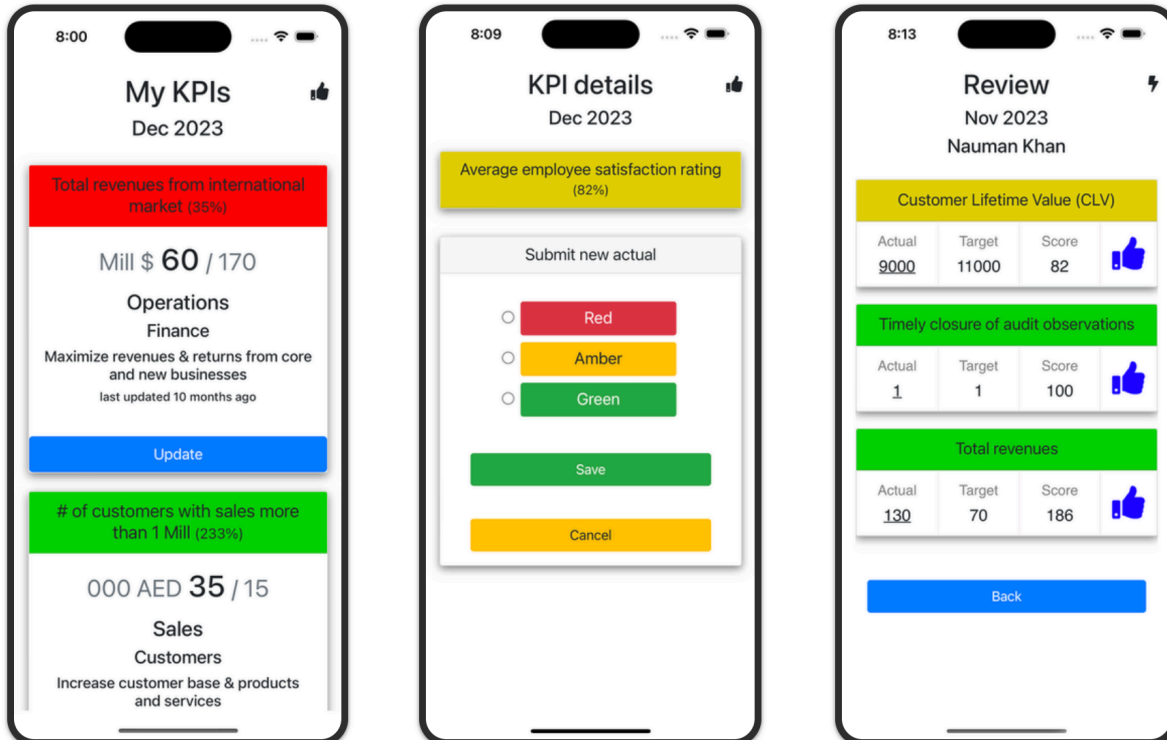 8:00
My KPIs
Dec 2023
Total revenues from international
market (35%)
Mill $ 60 / 170
Operations
Finance
Maximize revenues & returns from core
and new businesses
last updated 10 months ago
Update
# of customers with sales more
than 1 Mill (233%)
000 AED 35 / 15
Sales
Customers
Increase customer base & products
and services
8:09
KPI details
Dec 2023
Average employee satisfaction rating
(82%)
Submit new actual
Red
Amber
Green
Save
Cancel
8:13
Review
Nov 2023
Nauman Khan
Customer Lifetime Value (CLV)
Actual Target Score
9000 11000 82
Timely closure of audit observations
Actual Target Score
1 1 100
Total revenues
Actual Target Score
130 70 186
Back